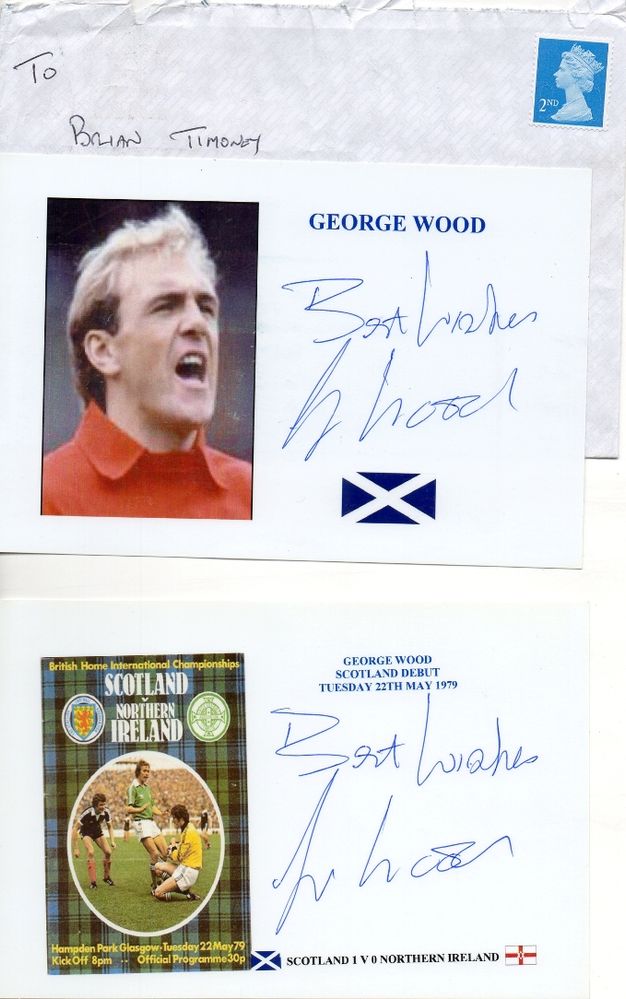 To
BRIAN TIMONEY
2ND
GEORGE WOOD
Best Wishes
G Wood
British Home International Championships
SCOTLAND
v
NORTHERN
IRELAND
Hampden Park Glasgow·Tuesday 22 May 79
Kick Off 8pm ·· Official Programme 30p
GEORGE WOOD
SCOTLAND DEBUT
TUESDAY 22TH MAY 1979
Best Wishes
G Wood
SCOTLAND 1 V 0 NORTHERN IRELAND